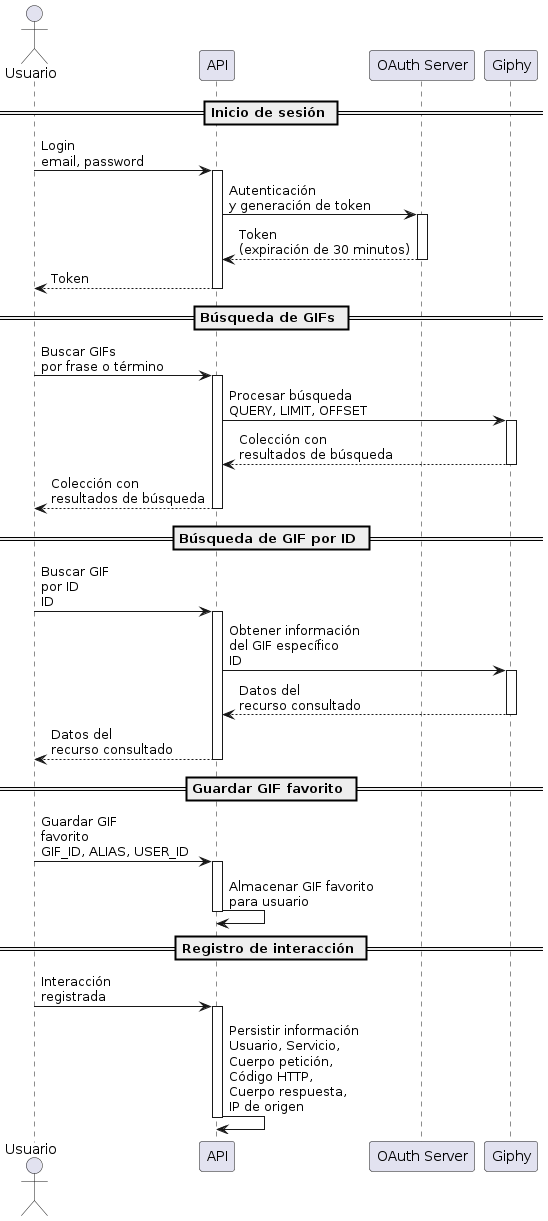 Usuario
API
OAuth Server
Giphy
Inicio de sesión
Login
email, password
Autenticación
y generación de token
Token
(expiración de 30 minutos)
Token
Búsqueda de GIFs
Buscar GIFs
por frase o término
Procesar búsqueda
QUERY, LIMIT, OFFSET
Colección con
resultados de búsqueda
Colección con
resultados de búsqueda
Búsqueda de GIF por ID
Buscar GIF
por ID
ID
Obtener información
del GIF específico
ID
Datos del
recurso consultado
Datos del
recurso consultado
Guardar GIF favorito
Guardar GIF
favorito
GIF_ID, ALIAS, USER_ID
Almacenar GIF favorito
para usuario
Registro de interacción
Interacción
registrada
Persistir información
Usuario, Servicio,
Cuerpo petición,
Código HTTP,
Cuerpo respuesta,
IP de origen
Usuario
API
OAuth Server
Giphy